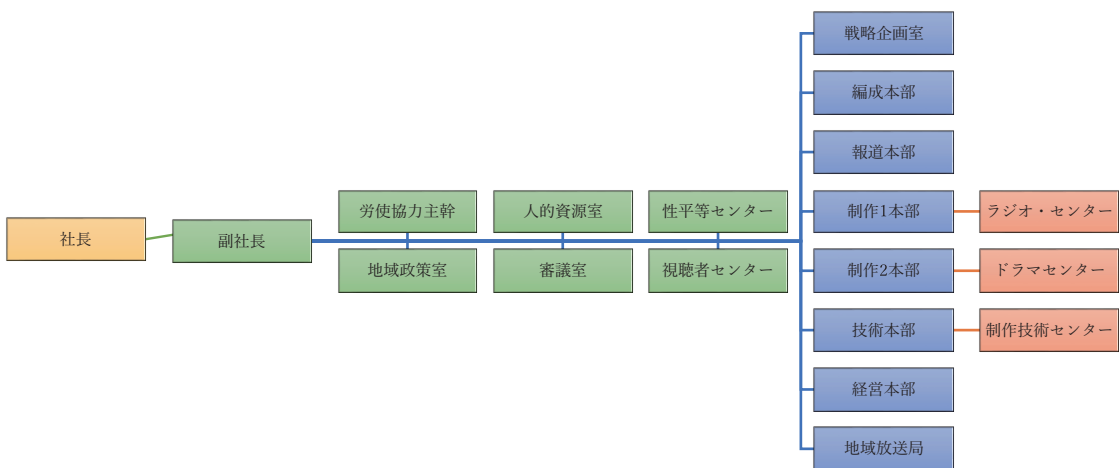 社長
副社長
労使協力主幹
人的資源室
性平等センター
地域政策室
審議室
視聴者センター
戦略企画室
編成本部
報道本部
制作1本部
ラジオ・センター
制作2本部
ドラマセンター
技術本部
制作技術センター
経営本部
地域放送局